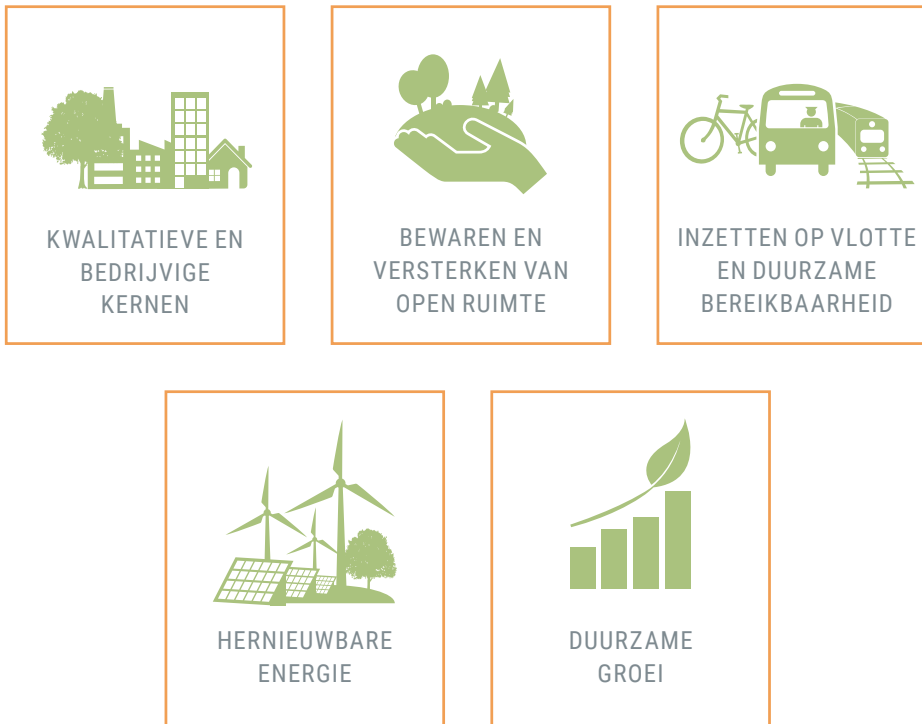 KWALITATIEVE EN
BEDRIJVIGE
KERNEN
BEWAREN EN
VERSTERKEN VAN
OPEN RUIMTE
INZETTEN OP VLOTTE
EN DUURZAME
BEREIKBAARHEID
HERNIEUWBARE
ENERGIE
DUURZAME
GROEI